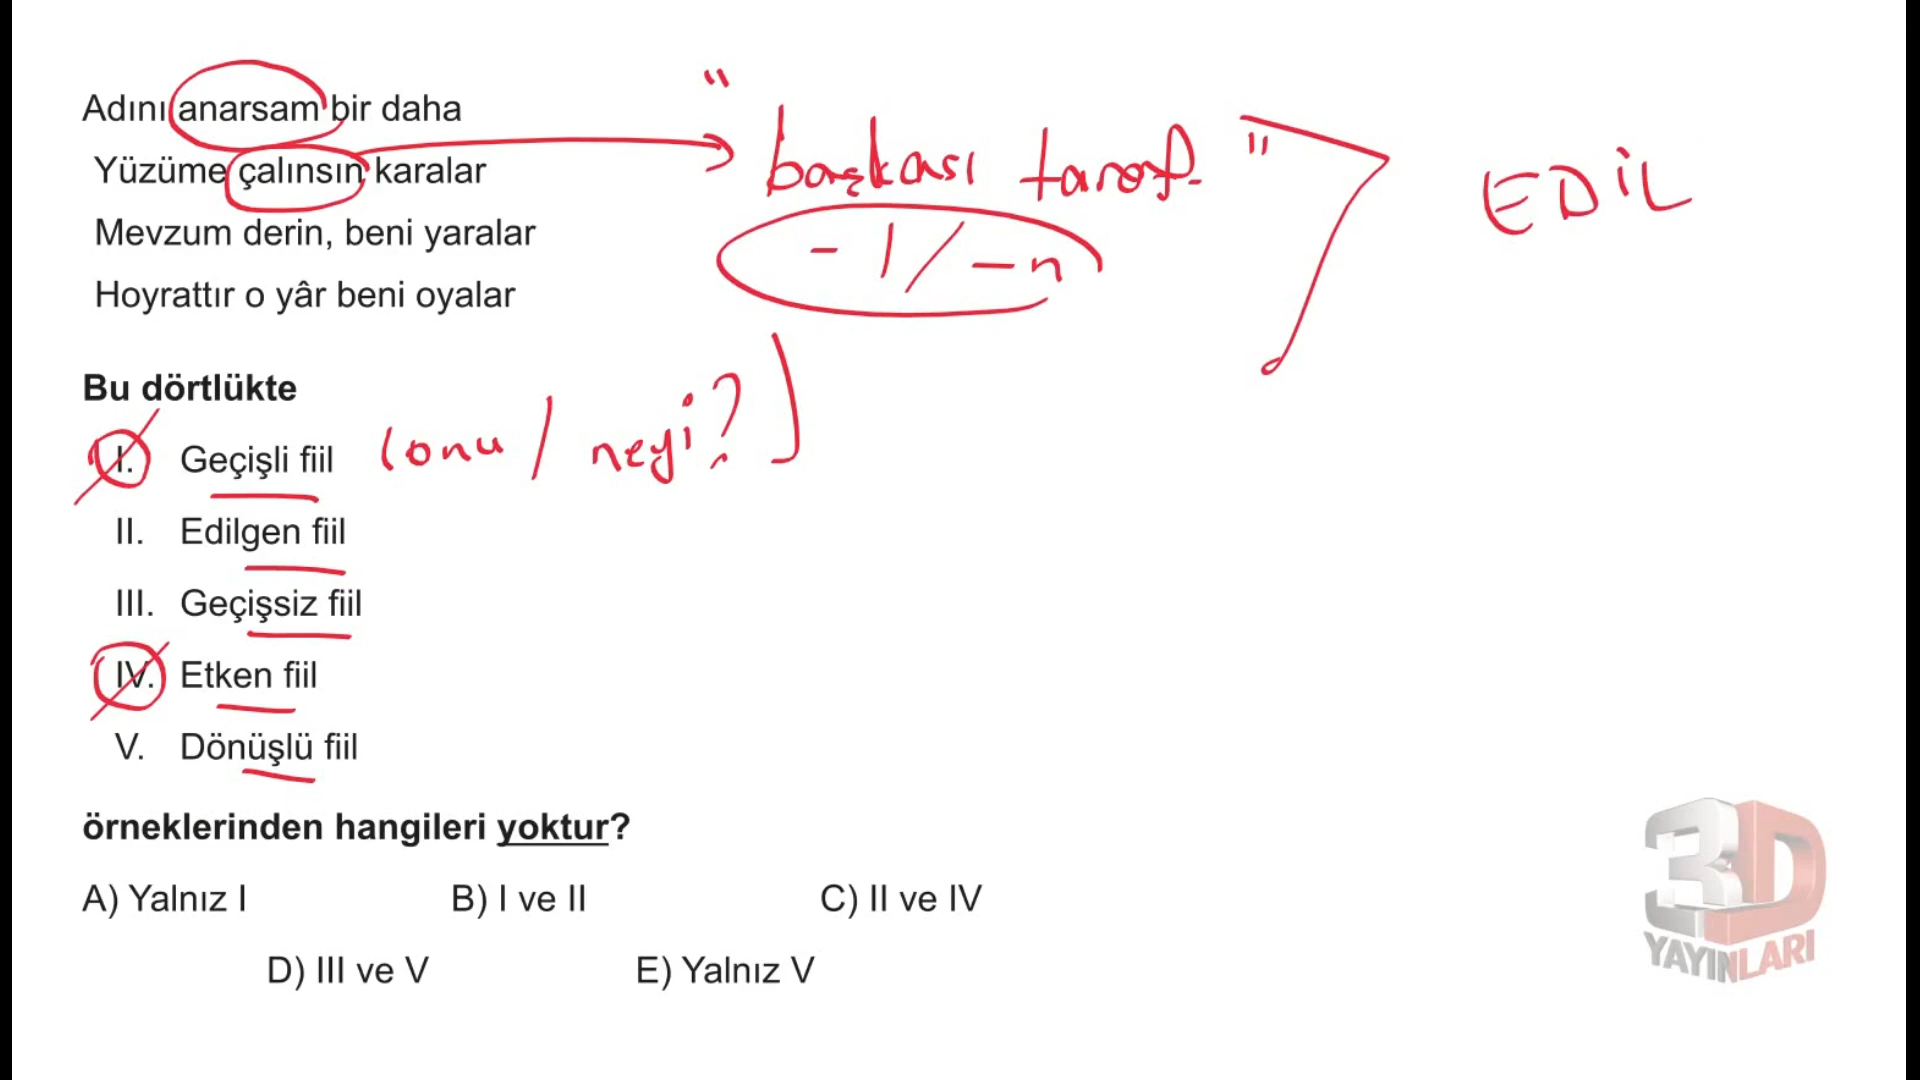 Adını anarsam bir daha
Yüzüme çalınsın karalar
Mevzum derin, beni yaralar
Hoyrattır o yâr beni oyalar
" başkası taraf. "
-l/-n
EDİL
Bu dörtlükte
I. Geçişli fiil (onu / neyi?)
II. Edilgen fiil
III. Geçişsiz fiil
IV. Etken fiil
V. Dönüşlü fiil
örneklerinden hangileri yoktur?
A) Yalnız I B) I ve II C) II ve IV
D) III ve V E) Yalnız V
3D
YAYINLARI